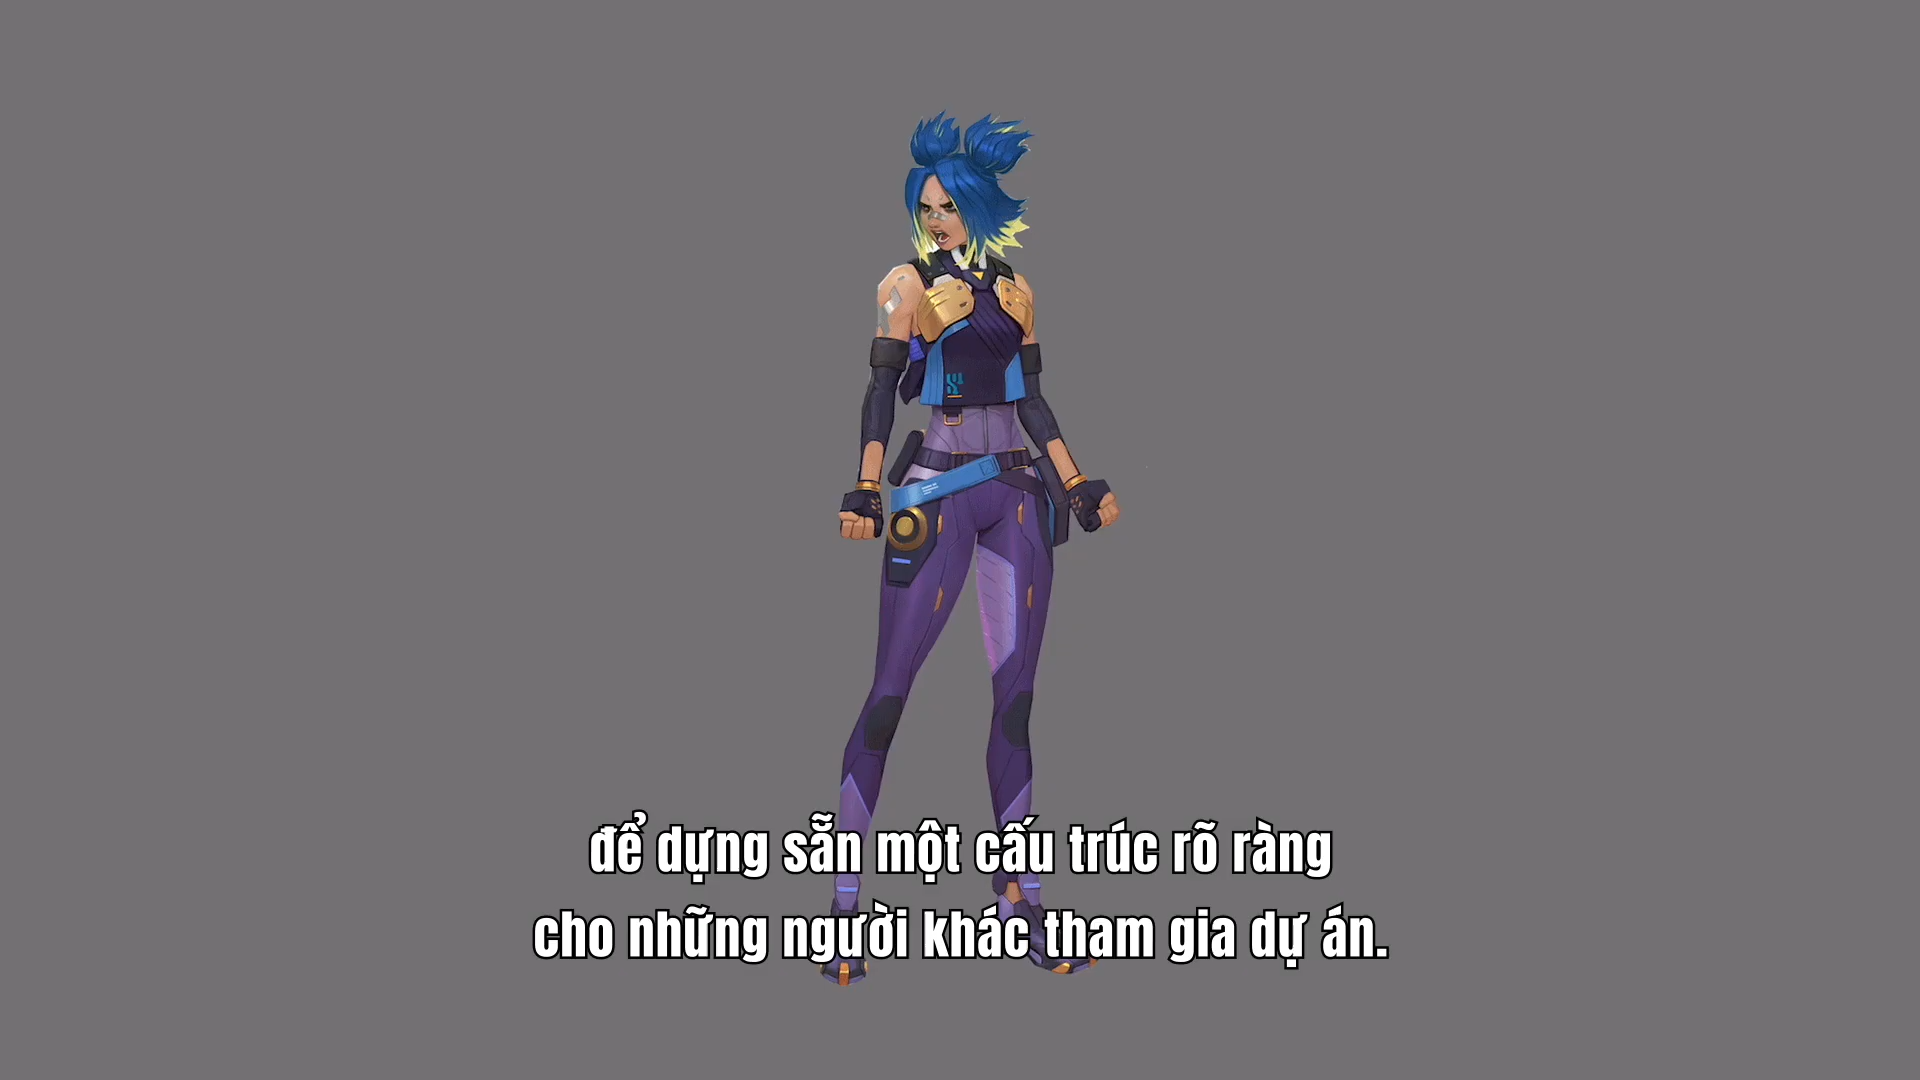 để dựng sẵn một cấu trúc rõ ràng
cho những người khác tham gia dự án.